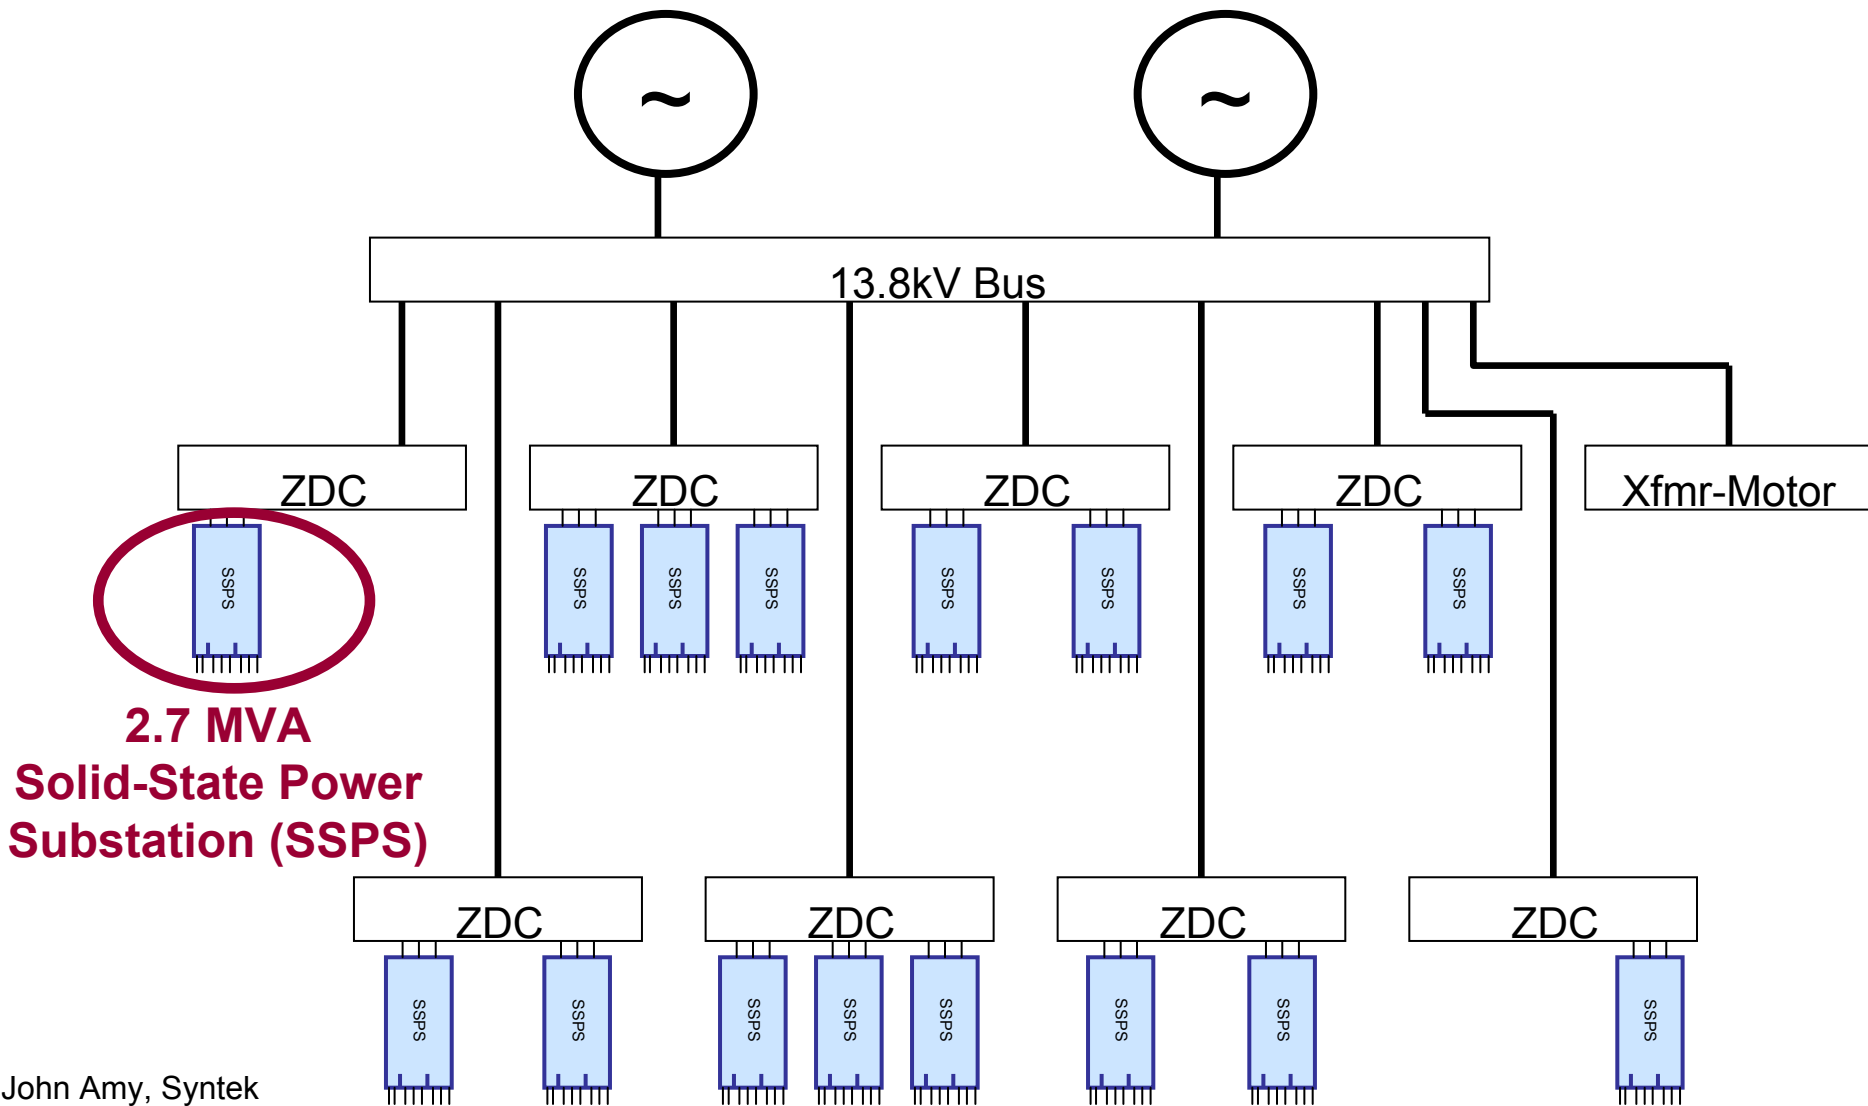 ~ ~
13.8kV Bus
ZDC ZDC ZDC ZDC Xfmr-Motor
SSPS SSPS SSPS SSPS SSPS SSPS SSPS SSPS
2.7 MVA
Solid-State Power
Substation (SSPS)
ZDC ZDC ZDC ZDC
SSPS SSPS SSPS SSPS SSPS SSPS SSPS SSPS
John Amy, Syntek